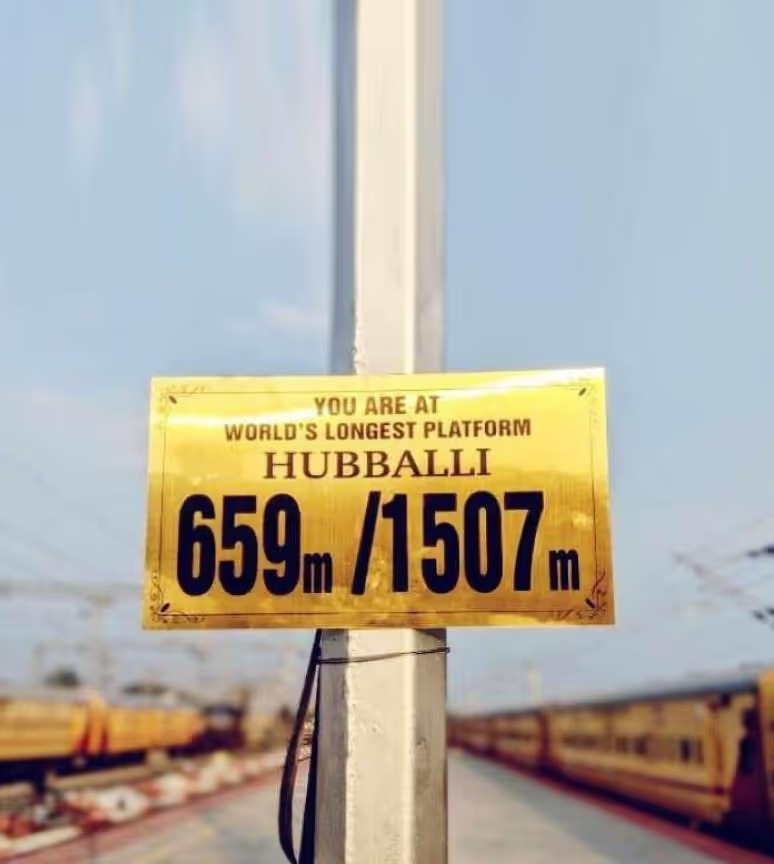 YOU ARE AT
WORLD'S LONGEST PLATFORM
HUBBALLI
659m /1507m